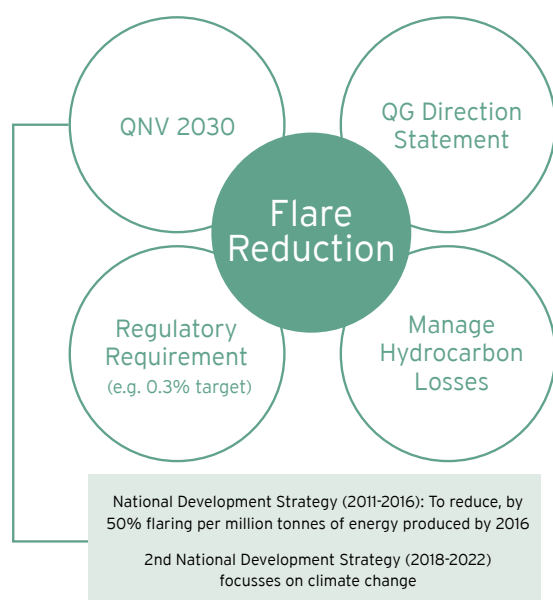 QNV 2030
QG Direction
Statement
Flare
Reduction
Regulatory
Requirement
(e.g. 0.3% target)
Manage
Hydrocarbon
Losses
National Development Strategy (2011-2016): To reduce, by
50% flaring per million tonnes of energy produced by 2016
2nd National Development Strategy (2018-2022)
focusses on climate change